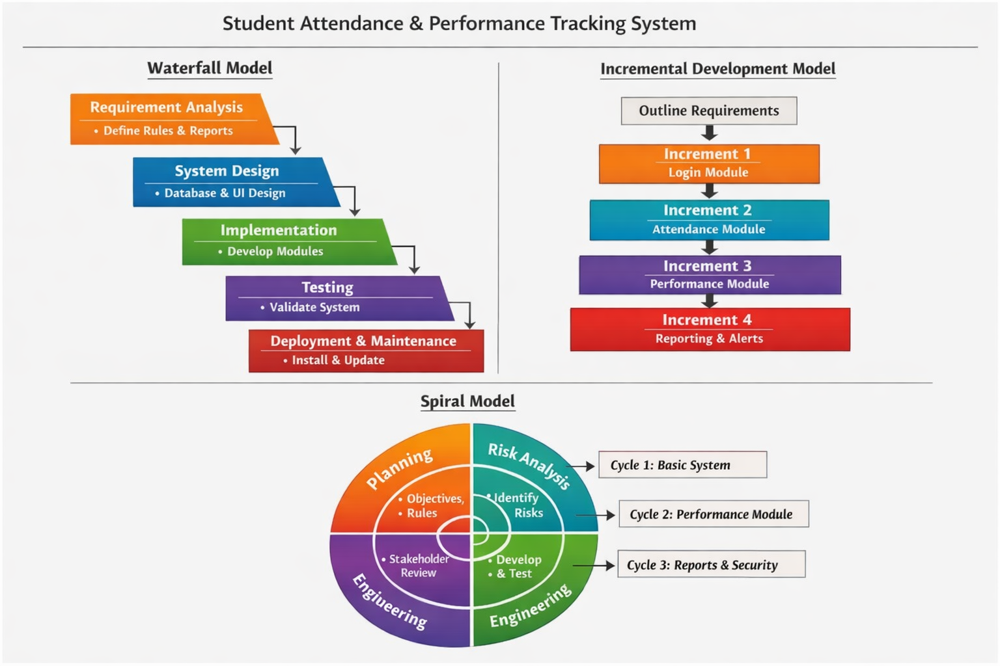 Student Attendance & Performance Tracking System
Waterfall Model
Requirement Analysis
• Define Rules & Reports
System Design
• Database & UI Design
Implementation
• Develop Modules
Testing
• Validate System
Deployment & Maintenance
• Install & Update
Incremental Development Model
Outline Requirements
Increment 1
Login Module
Increment 2
Attendance Module
Increment 3
Performance Module
Increment 4
Reporting & Alerts
Spiral Model
Planning
• Objectives,
• Rules
Risk Analysis
• Identify
Risks
• Stakeholder
Review
Engiueering
• Develop
• & Test
Engineering
Cycle 1: Basic System
Cycle 2: Performance Module
Cycle 3: Reports & Security